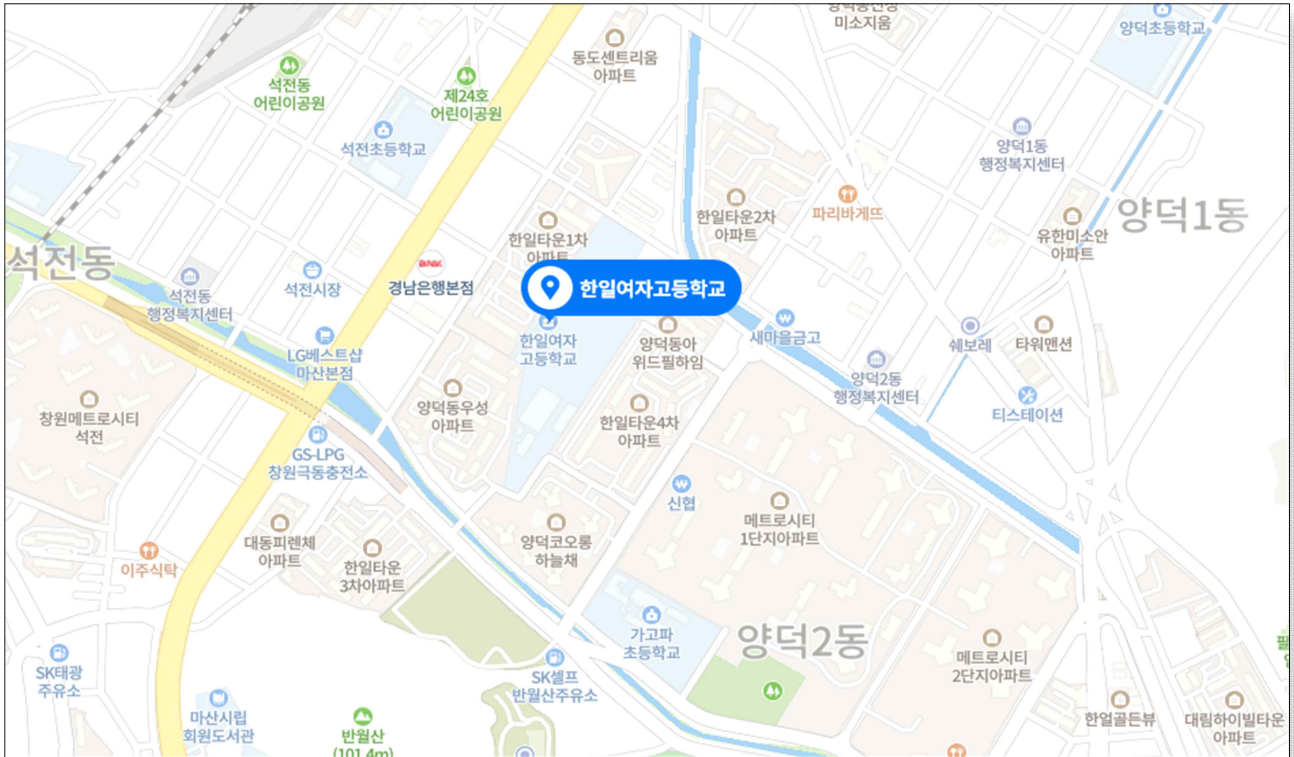 미소지움
양덕초등학교
동도센트리움
아파트
석전동
어린이공원
제24호
어린이공원
석전초등학교
양덕1동
행정복지센터
한일타운2차
아파트
파리바게뜨
양덕1동
유한미소안
아파트
한일타운1차
아파트
석전동
BNK
경남은행본점
한일여자고등학교
석전동
행정복지센터
석전시장
한일여자
고등학교
양덕동아
위드필하임
새마을금고
쉐보레
타워맨션
LG베스트샵
마산본점
양덕2동
행정복지센터
티스테이션
창원메트로시티
석전
양덕동우성
아파트
한일타운4차
아파트
GS-LPG
창원극동충전소
신협
메트로시티
1단지아파트
대동피렌체
아파트
양덕코오롱
하늘채
이주식탁
한일타운
3차아파트
가고파
초등학교
양덕2동
메트로시티
2단지아파트
SK태광
주유소
SK셀프
반월산주유소
마산시립
회원도서관
반월산
(101.4m)
한얼골든뷰
대림하이빌타운
아파트